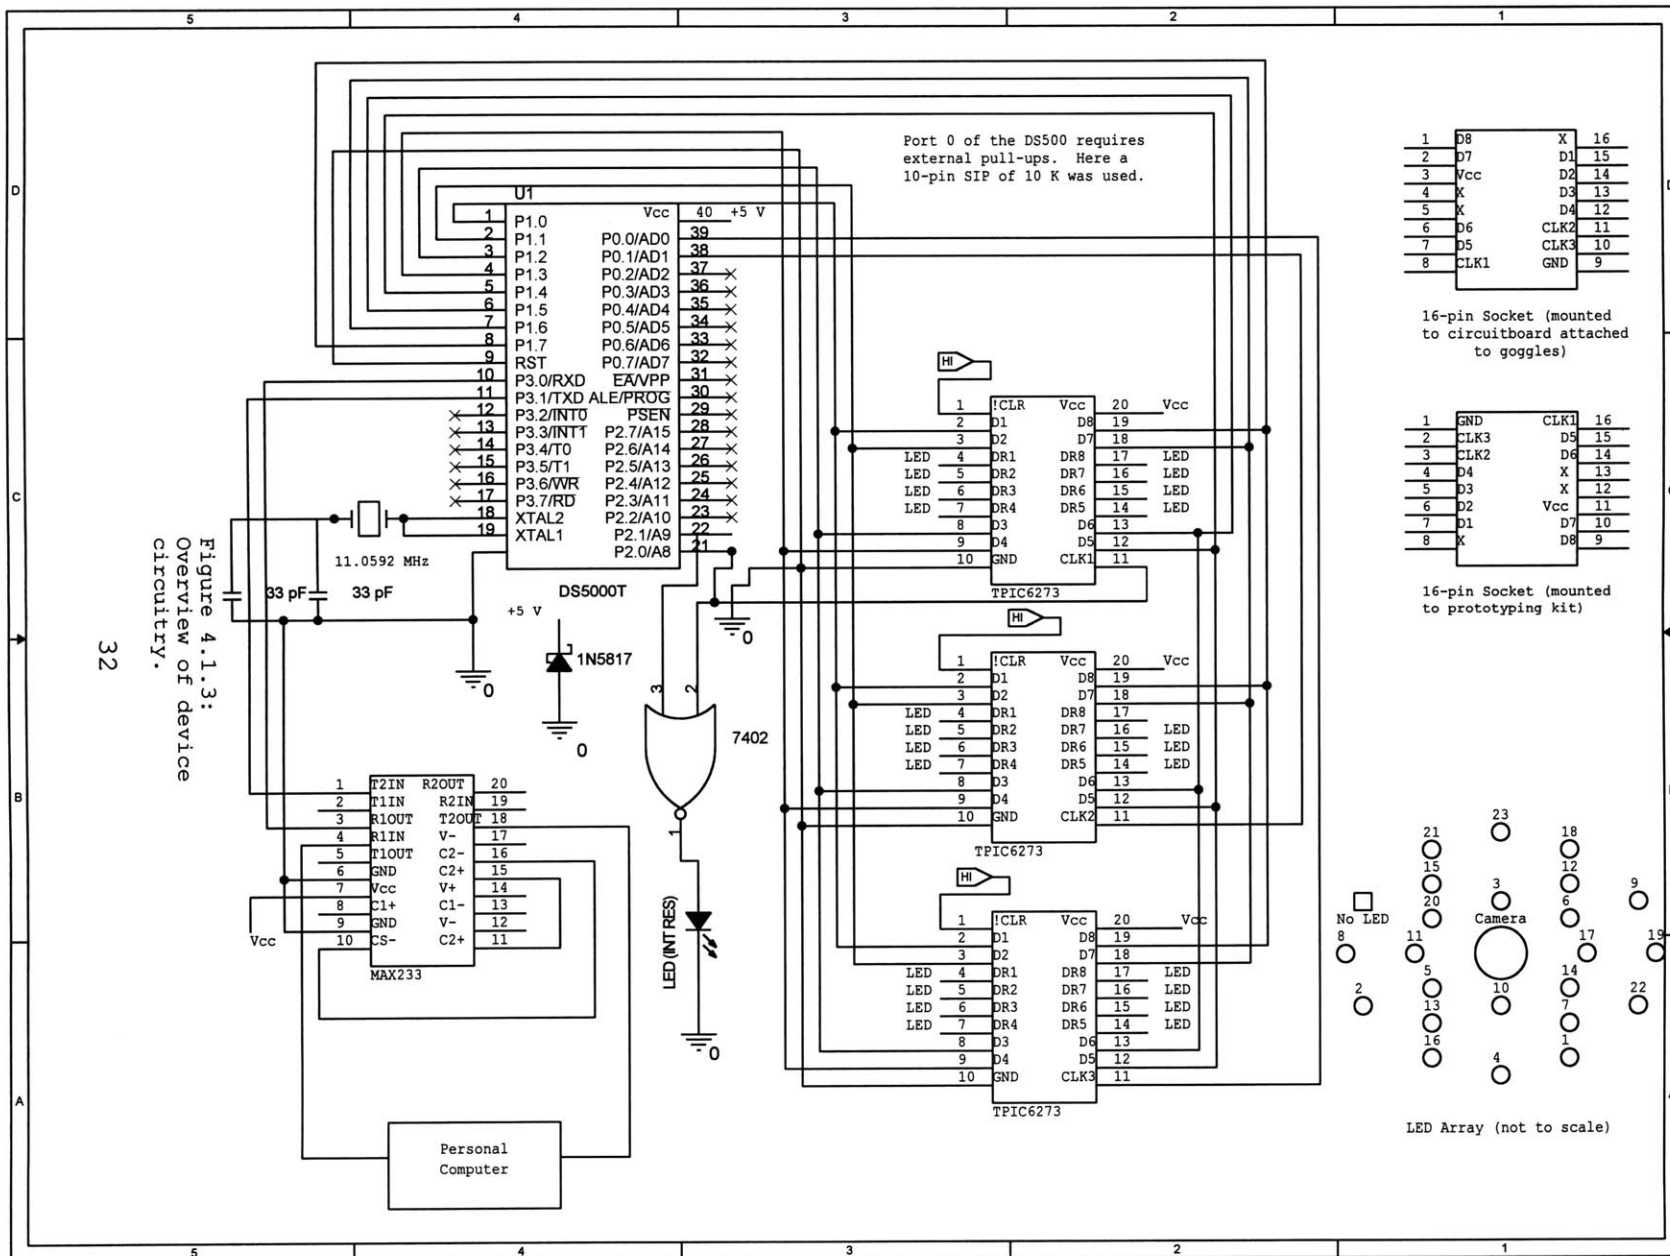 5 4 3 2 1
D
C
B
A
Port 0 of the DS500 requires
external pull-ups. Here a
10-pin SIP of 10 K was used.
U1
1 P1.0
2 P1.1
3 P1.2
4 P1.3
5 P1.4
6 P1.5
7 P1.6
8 P1.7
9 RST
10 P3.0/RXD
11 P3.1/TXD
12 P3.2/INT0
13 P3.3/INT1
14 P3.4/T0
15 P3.5/T1
16 P3.6/WR
17 P3.7/RD
18 XTAL2
19 XTAL1
Vcc 40 +5 V
P0.0/AD0 39
P0.1/AD1 38
P0.2/AD2 37
P0.3/AD3 36
P0.4/AD4 35
P0.5/AD5 34
P0.6/AD6 33
P0.7/AD7 32
EA/VPP 31
ALE/PROG 30
PSEN 29
P2.7/A15 28
P2.6/A14 27
P2.5/A13 26
P2.4/A12 25
P2.3/A11 24
P2.2/A10 23
P2.1/A9 22
P2.0/A8 21
DS5000T
11.0592 MHz
33 pF 33 pF
0
+5 V
1N5817
0
0
3 2
7402
1
LED (INT RES)
0
Figure 4.1.3:
Overview of device
circuitry.
32
1 T2IN R2OUT 20
2 T1IN R2IN 19
3 R1OUT T2OUT 18
4 R1IN V- 17
5 T1OUT C2- 16
6 GND C2+ 15
7 Vcc V+ 14
8 C1+ C1- 13
9 GND V- 12
10 CS- C2+ 11
Vcc
MAX233
Personal
Computer
HI
1 !CLR Vcc 20 Vcc
2 D1 D8 19
3 D2 D7 18
LED 4 DR1 DR8 17 LED
LED 5 DR2 DR7 16 LED
LED 6 DR3 DR6 15 LED
LED 7 DR4 DR5 14 LED
8 D3 D6 13
9 D4 D5 12
10 GND CLK1 11
TPIC6273
HI
1 !CLR Vcc 20 Vcc
2 D1 D8 19
3 D2 D7 18
LED 4 DR1 DR8 17
LED 5 DR2 DR7 16 LED
LED 6 DR3 DR6 15 LED
LED 7 DR4 DR5 14 LED
8 D3 D6 13
9 D4 D5 12
10 GND CLK2 11
TPIC6273
HI
1 !CLR Vcc 20 Vcc
2 D1 D8 19
3 D2 D7 18
LED 4 DR1 DR8 17 LED
LED 5 DR2 DR7 16 LED
LED 6 DR3 DR6 15 LED
LED 7 DR4 DR5 14 LED
8 D3 D6 13
9 D4 D5 12
10 GND CLK3 11
TPIC6273
1 D8 X 16
2 D7 D1 15
3 Vcc D2 14
4 X D3 13
5 X D4 12
6 D6 CLK2 11
7 D5 CLK3 10
8 CLK1 GND 9
16-pin Socket (mounted
to circuitboard attached
to goggles)
1 GND CLK1 16
2 CLK3 D5 15
3 CLK2 D6 14
4 D4 X 13
5 D3 X 12
6 D2 Vcc 11
7 D1 D7 10
8 X D8 9
16-pin Socket (mounted
to prototyping kit)
23
21 18
15 12
3 9
20 6
No LED Camera
8 11 17 19
5 14
2 10 22
13 7
16 1
4
LED Array (not to scale)
5 4 3 2 1